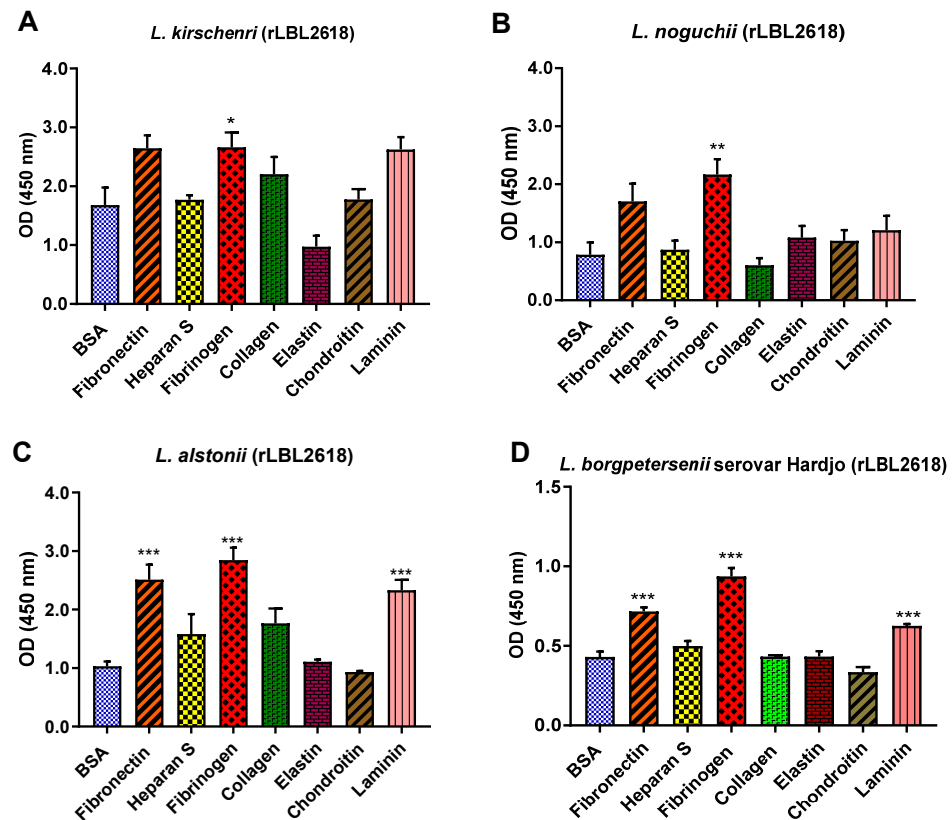 A
L. kirschenri (rLBL2618)
OD (450 nm)
4.0
3.0
2.0
1.0
0.0
*
BSA
Fibronectin
Heparan S
Fibrinogen
Collagen
Elastin
Chondroitin
Laminin
B
L. noguchii (rLBL2618)
OD (450 nm)
4.0
3.0
2.0
1.0
0.0
**
BSA
Fibronectin
Heparan S
Fibrinogen
Collagen
Elastin
Chondroitin
Laminin
C
L. alstonii (rLBL2618)
OD (450 nm)
4.0
3.0
2.0
1.0
0.0
***
***
***
BSA
Fibronectin
Heparan S
Fibrinogen
Collagen
Elastin
Chondroitin
Laminin
D
L. borgpetersenii serovar Hardjo (rLBL2618)
OD (450 nm)
1.5
1.0
0.5
0.0
***
***
***
BSA
Fibronectin
Heparan S
Fibrinogen
Collagen
Elastin
Chondroitin
Laminin